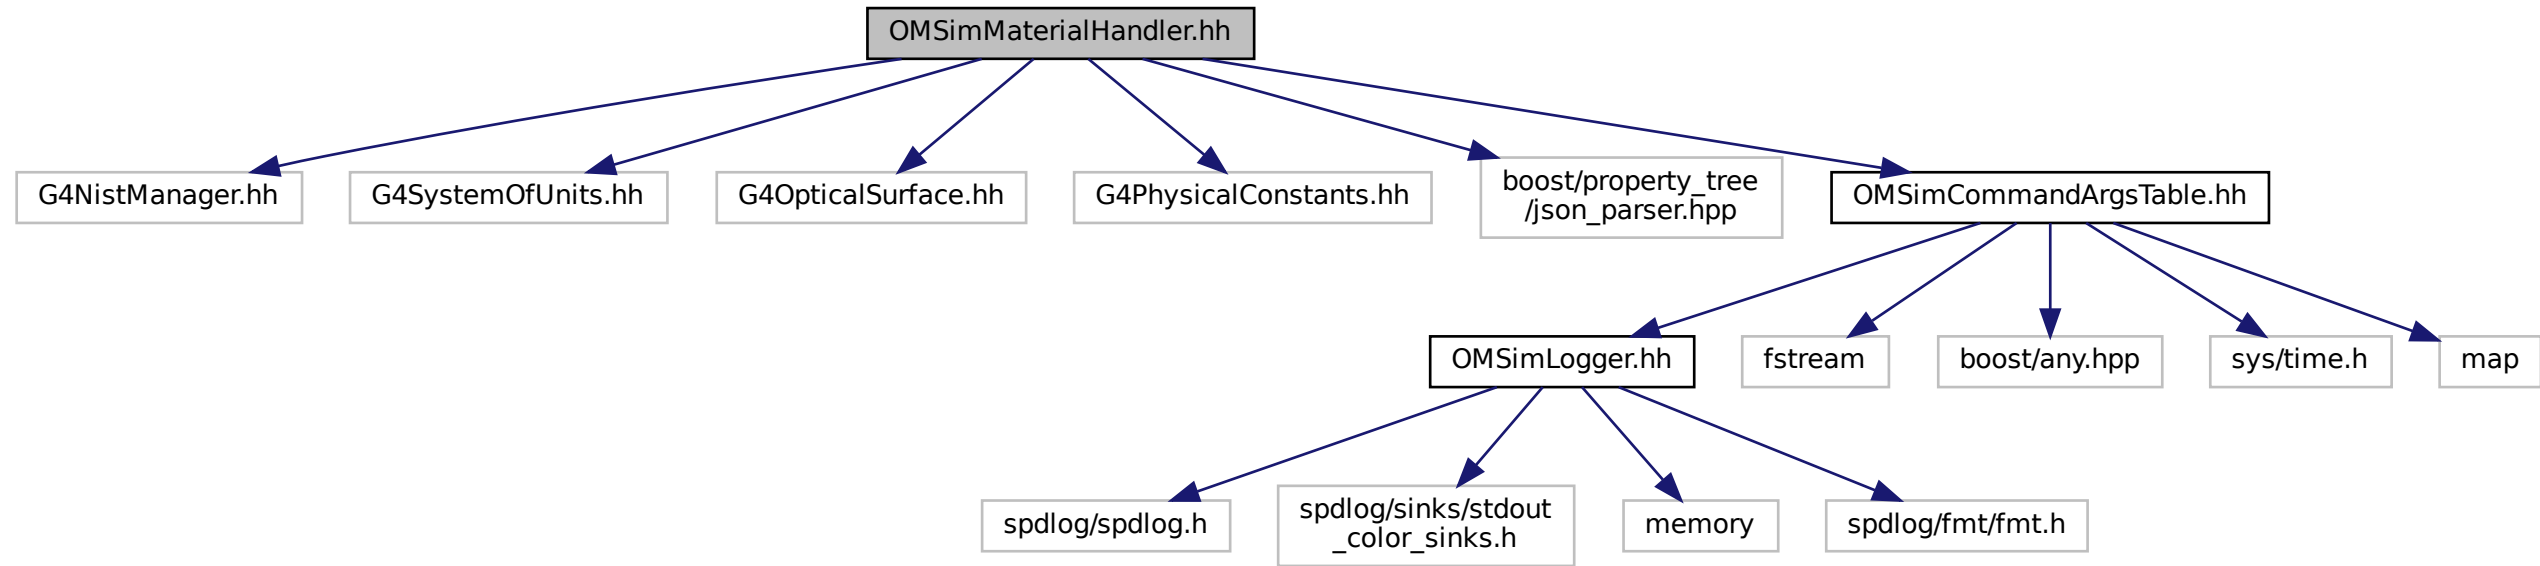 OMSimMaterialHandler.hh
G4NistManager.hh
G4SystemOfUnits.hh
G4OpticalSurface.hh
G4PhysicalConstants.hh
boost/property_tree
/json_parser.hpp
OMSimCommandArgsTable.hh
OMSimLogger.hh
fstream
boost/any.hpp
sys/time.h
map
spdlog/spdlog.h
spdlog/sinks/stdout
_color_sinks.h
memory
spdlog/fmt/fmt.h